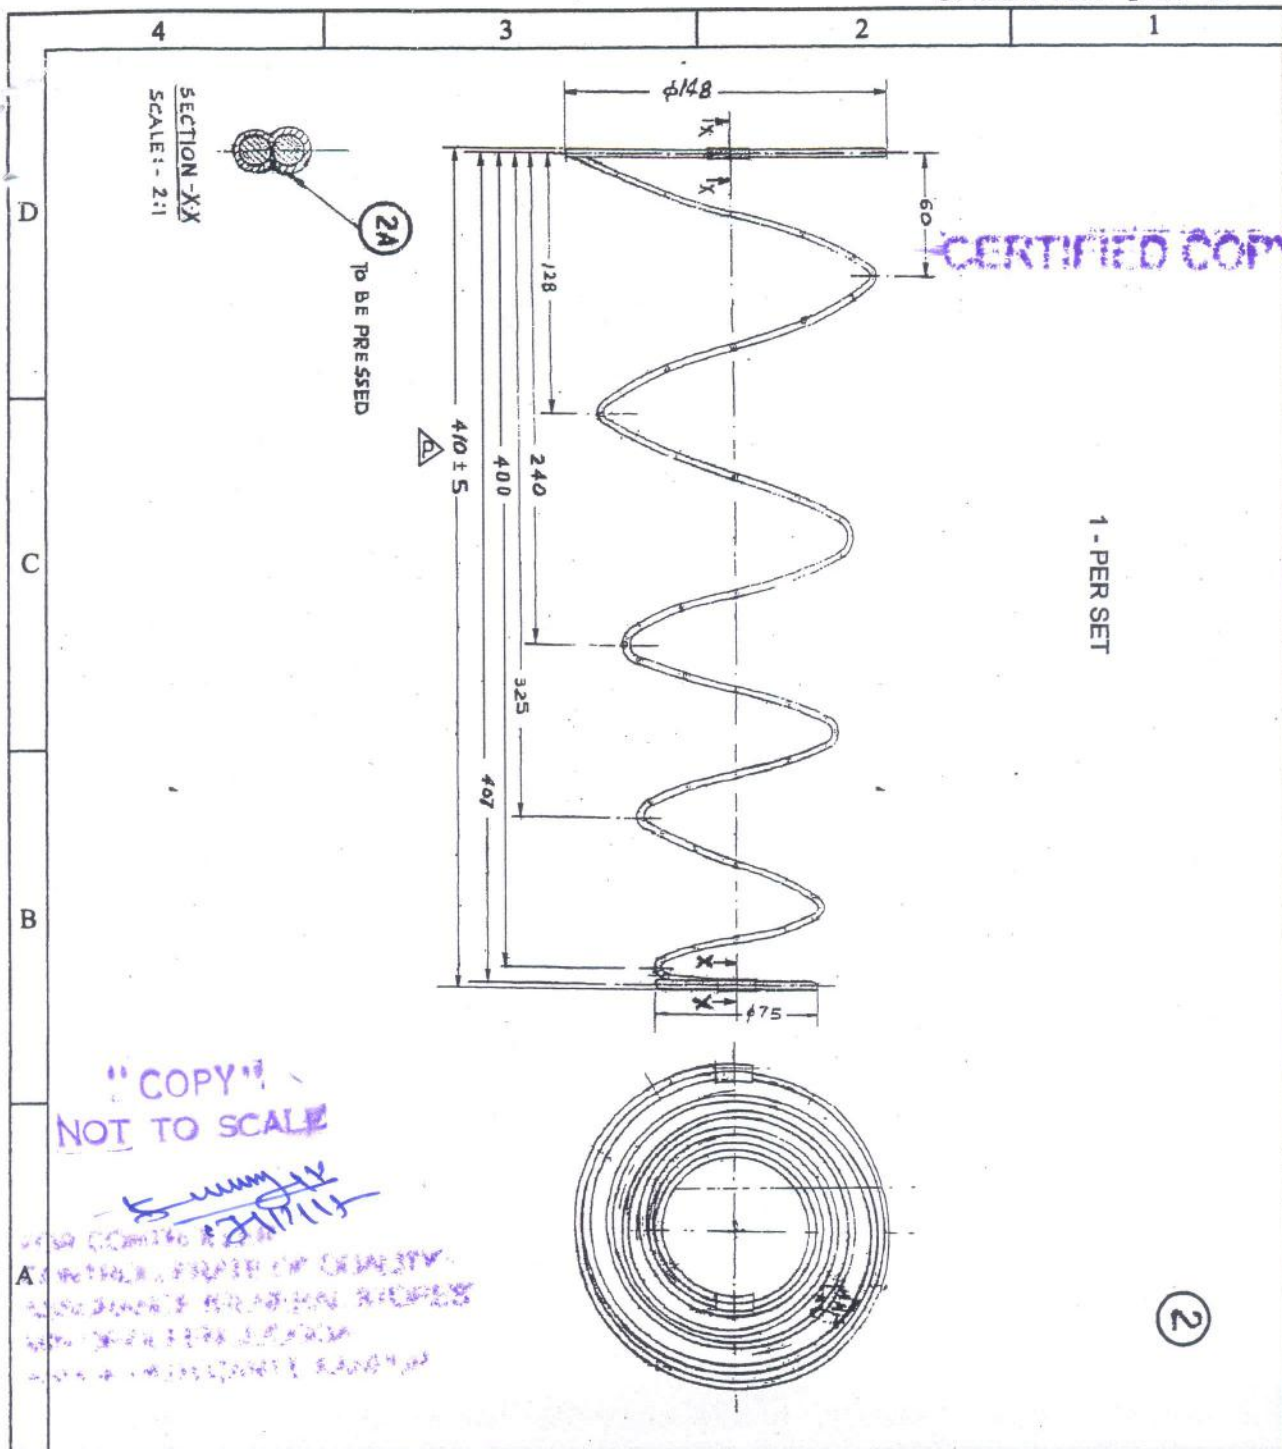 4
3
2
1
D
C
B
A
SECTION-XX
SCALE:- 2:1
2A
TO BE PRESSED
φ148
X
X
60
CERTIFIED COPY
128
240
325
400
407
410 ± 5
a
1 - PER SET
X
X
φ75
"COPY"
NOT TO SCALE
2